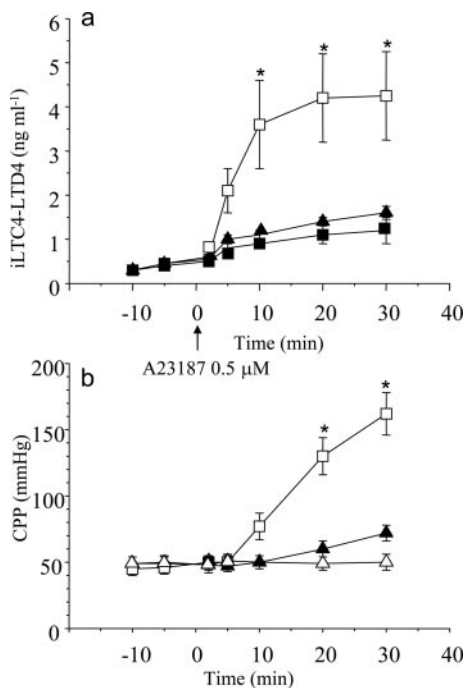 a
iLTC4-LTD4 (ng ml⁻¹)
6
5
4
3
2
1
0
* * *
-10 0 10 20 30 40
Time (min)
A23187 0.5 μM
b
CPP (mmHg)
200
150
100
50
0
* *
-10 0 10 20 30 40
Time (min)